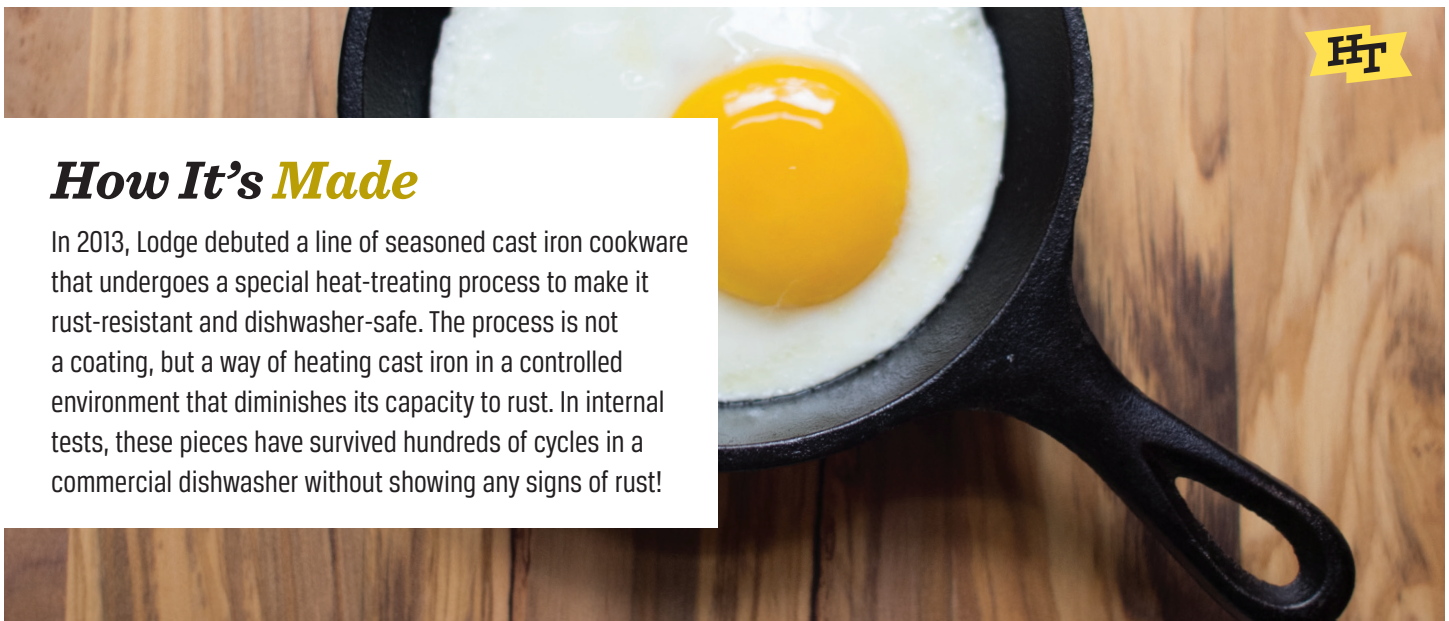 HT
How It’s Made
In 2013, Lodge debuted a line of seasoned cast iron cookware
that undergoes a special heat-treating process to make it
rust-resistant and dishwasher-safe. The process is not
a coating, but a way of heating cast iron in a controlled
environment that diminishes its capacity to rust. In internal
tests, these pieces have survived hundreds of cycles in a
commercial dishwasher without showing any signs of rust!